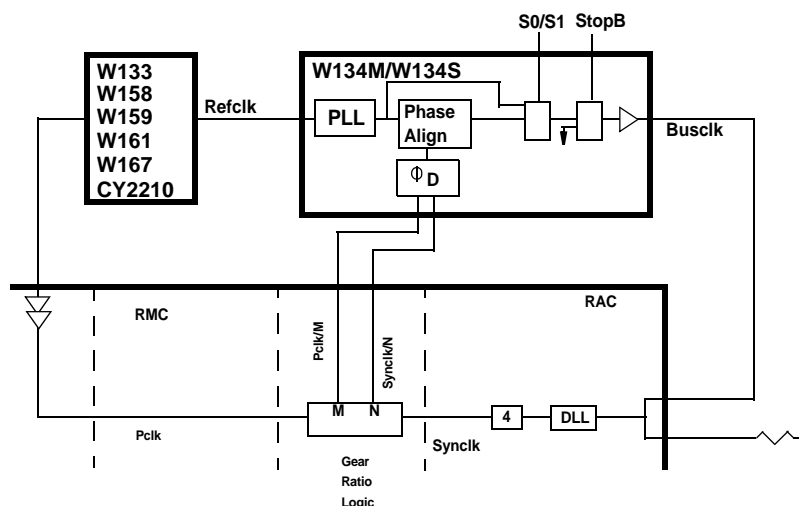 S0/S1 StopB
W133
W158
W159
W161
W167
CY2210
Refclk
W134M/W134S
PLL
Phase
Align
Φ D
Busclk
RMC
RAC
Pclk/M
Synclk/N
M N
4
DLL
Pclk
Synclk
Gear
Ratio
Logic